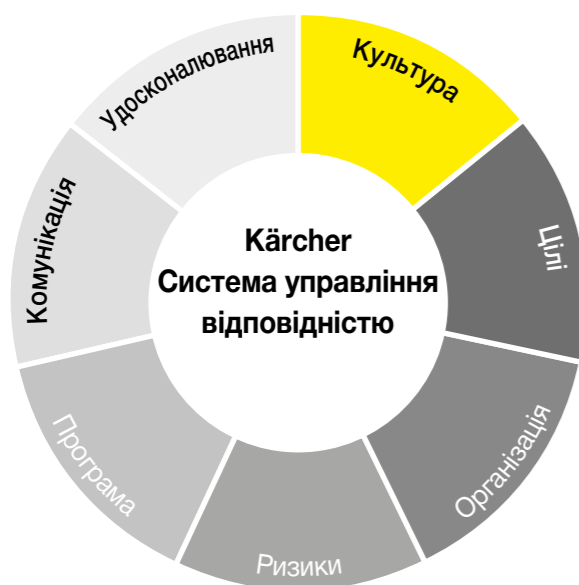 Kärcher
Система управління
відповідністю
Культура
Цілі
Організація
Ризики
Програма
Комунікація
Удосконалювання